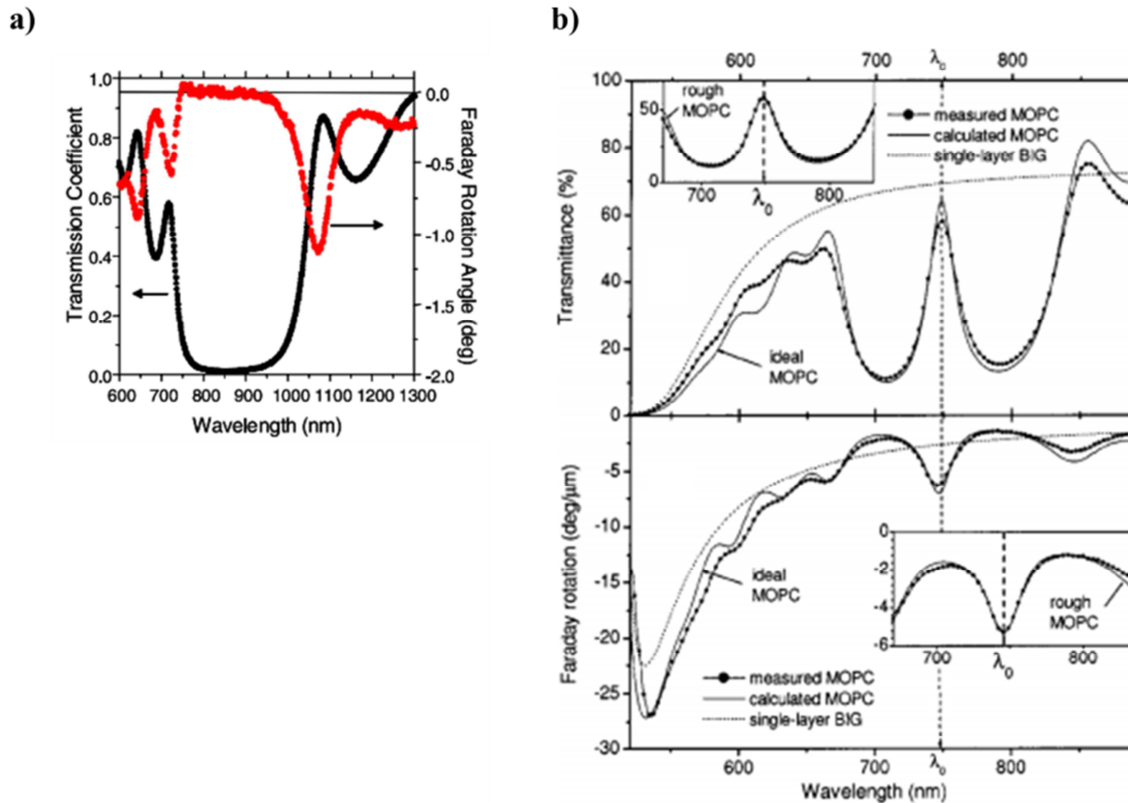 a)
1.0
0.8
0.6
0.4
0.2
0.0
Transmission Coefficient
0.0
-0.5
-1.0
-1.5
-2.0
Faraday Rotation Angle (deg)
600 700 800 900 1000 1100 1200 1300
Wavelength (nm)
b)
600 700 λc 800
100
80
60
40
20
0
Transmittance (%)
50
0
rough
MOPC
700 λ0 800
measured MOPC
calculated MOPC
single-layer BIG
ideal
MOPC
-5
-10
-15
-20
-25
-30
Faraday rotation (deg/μm)
ideal
MOPC
0
-2
-4
-6
rough
MOPC
700 λ0 800
measured MOPC
calculated MOPC
single-layer BIG
600 700 λ0 800
Wavelength (nm)